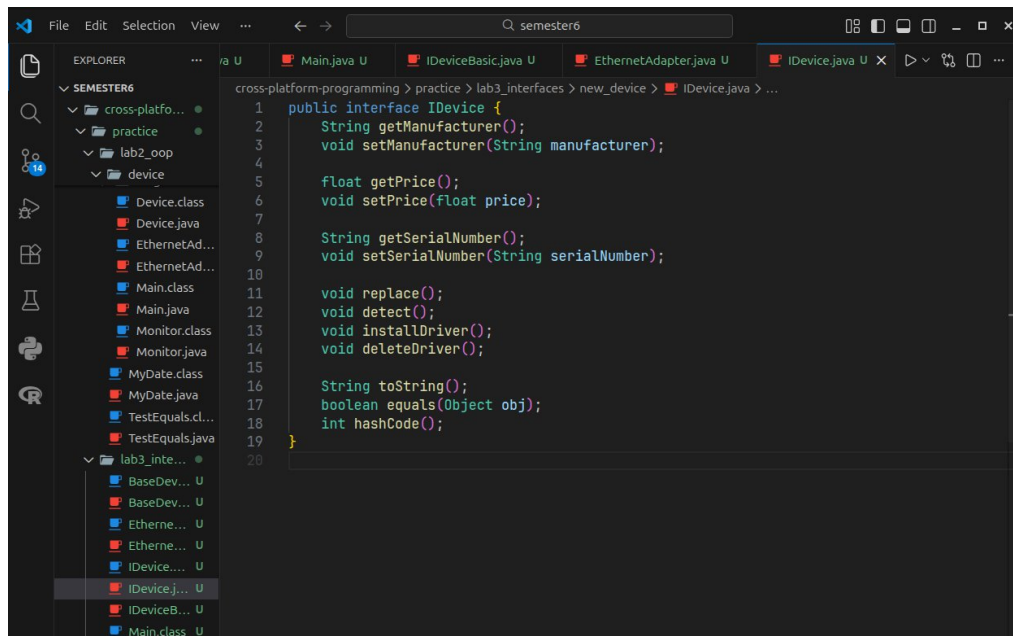 File Edit Selection View ··· semester6
EXPLORER ···
SEMESTER6
cross-platfo...
practice
lab2_oop
device
Device.class
Device.java
EthernetAd...
EthernetAd...
Main.class
Main.java
Monitor.class
Monitor.java
MyDate.class
MyDate.java
TestEquals.cl...
TestEquals.java
lab3_inte...
BaseDev... U
BaseDev... U
Etherne... U
Etherne... U
IDevice.... U
IDevice.j... U
IDeviceB... U
Main.class U
14
va U Main.java U IDeviceBasic.java U EthernetAdapter.java U IDevice.java U
cross-platform-programming > practice > lab3_interfaces > new_device > IDevice.java > ...
1 public interface IDevice {
2 String getManufacturer();
3 void setManufacturer(String manufacturer);
4
5 float getPrice();
6 void setPrice(float price);
7
8 String getSerialNumber();
9 void setSerialNumber(String serialNumber);
10
11 void replace();
12 void detect();
13 void installDriver();
14 void deleteDriver();
15
16 String toString();
17 boolean equals(Object obj);
18 int hashCode();
19 }
20